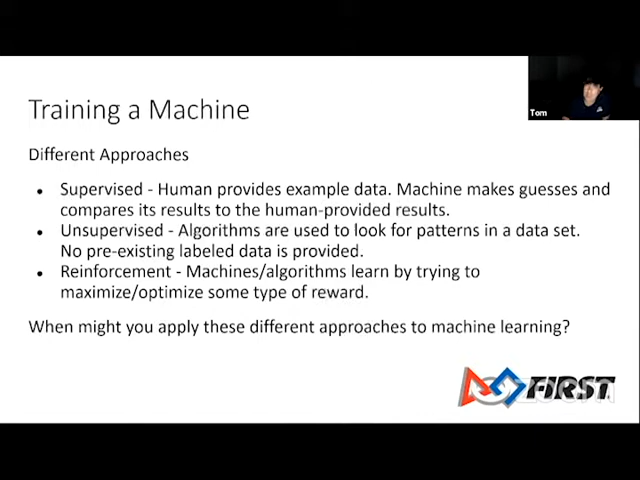 Tom
Training a Machine
Different Approaches
• Supervised - Human provides example data. Machine makes guesses and
compares its results to the human-provided results.
• Unsupervised - Algorithms are used to look for patterns in a data set.
No pre-existing labeled data is provided.
• Reinforcement - Machines/algorithms learn by trying to
maximize/optimize some type of reward.
When might you apply these different approaches to machine learning?
FIRST
zoom